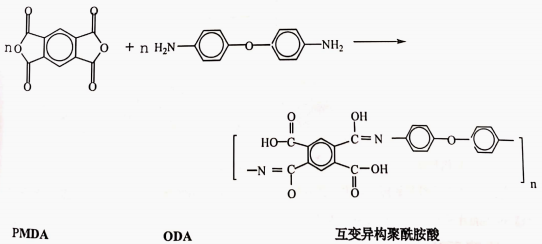 O O
n O O + n H₂N O NH₂
O O
O OH
HO C C = N O
N = C C OH
O O
n
PMDA ODA 互变异构聚酰胺酸